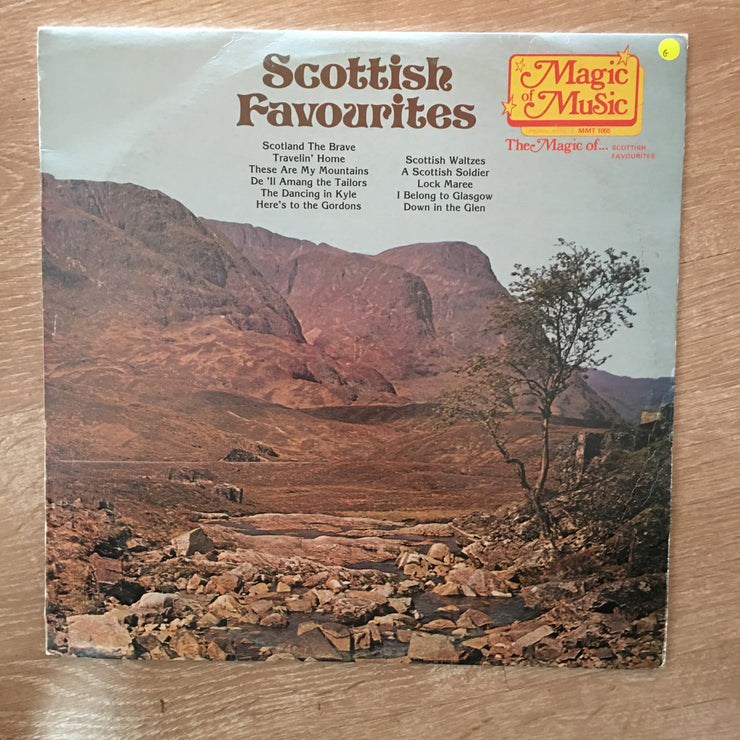 Scottish
Favourites
Scotland The Brave
Travelin' Home
These Are My Mountains
De 'll Amang the Tailors
The Dancing in Kyle
Here's to the Gordons
Scottish Waltzes
A Scottish Soldier
Lock Maree
I Belong to Glasgow
Down in the Glen
Magic
of
Music
MMT 1055
The Magic of... SCOTTISH
FAVOURITES
G